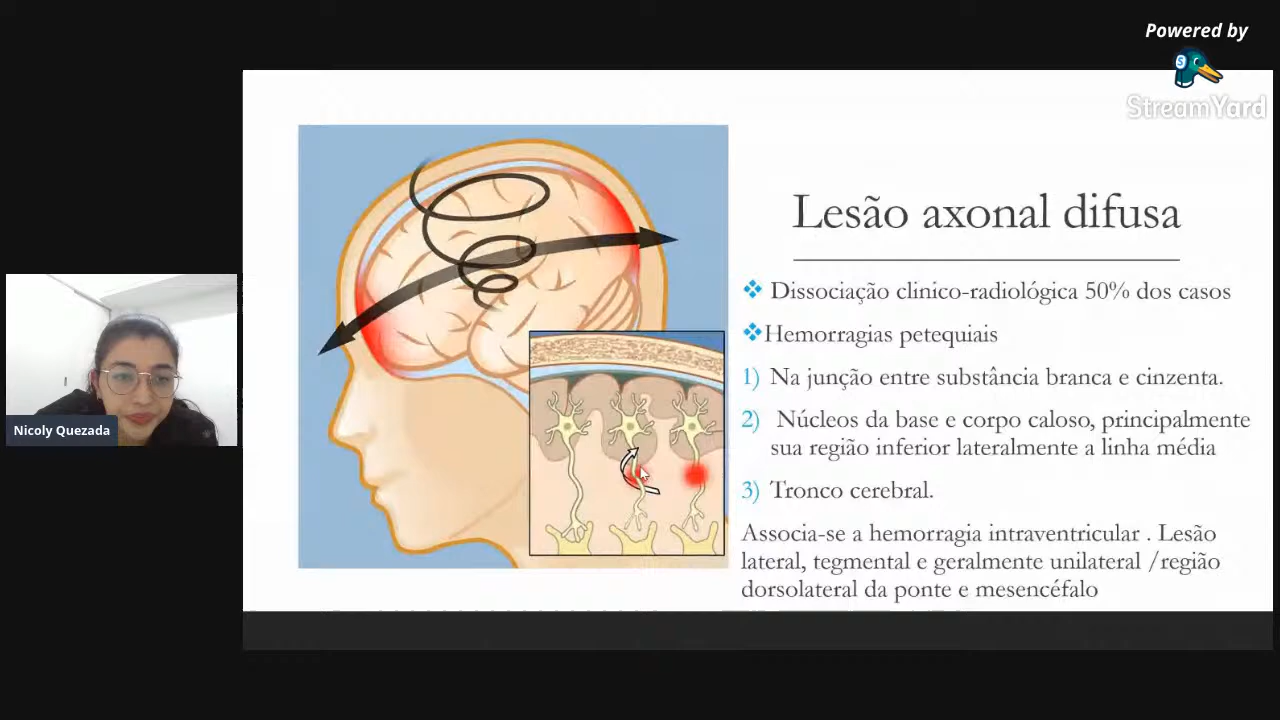 Powered by
StreamYard
Lesão axonal difusa
Dissociação clinico-radiológica 50% dos casos
Hemorragias petequiais
1) Na junção entre substância branca e cinzenta.
2) Núcleos da base e corpo caloso, principalmente
sua região inferior lateralmente a linha média
3) Tronco cerebral.
Associa-se a hemorragia intraventricular . Lesão
lateral, tegmental e geralmente unilateral /região
dorsolateral da ponte e mesencéfalo
Nicoly Quezada